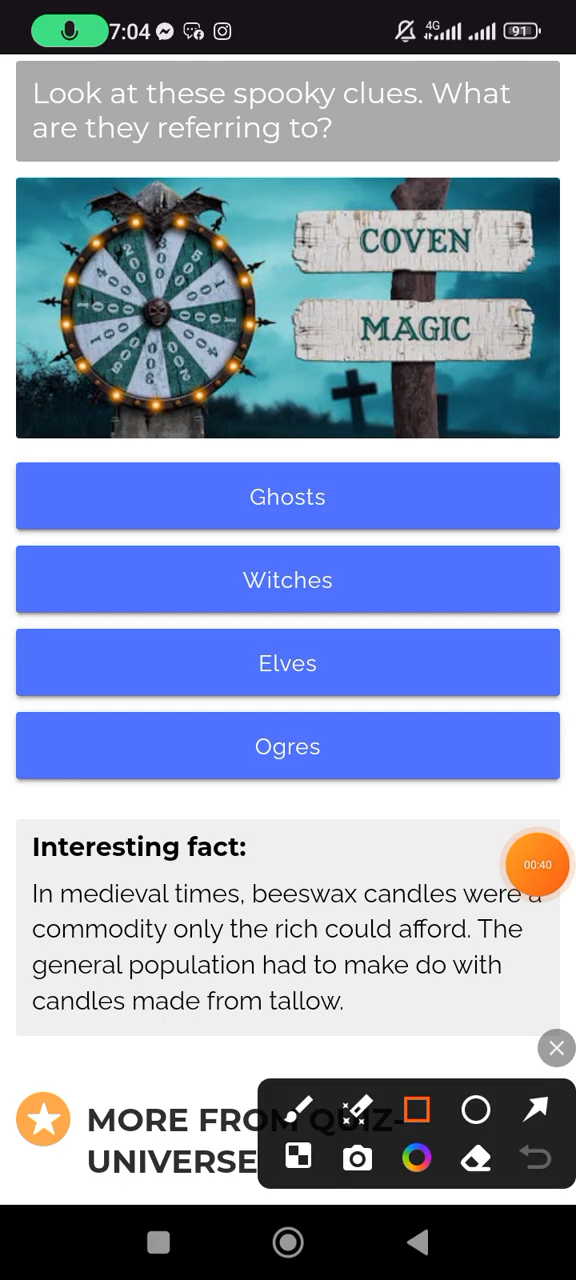 7:04
4G
91
Look at these spooky clues. What
are they referring to?
COVEN
MAGIC
Ghosts
Witches
Elves
Ogres
Interesting fact:
00:40
In medieval times, beeswax candles were a
commodity only the rich could afford. The
general population had to make do with
candles made from tallow.
MORE FROM QUIZ-
UNIVERSE